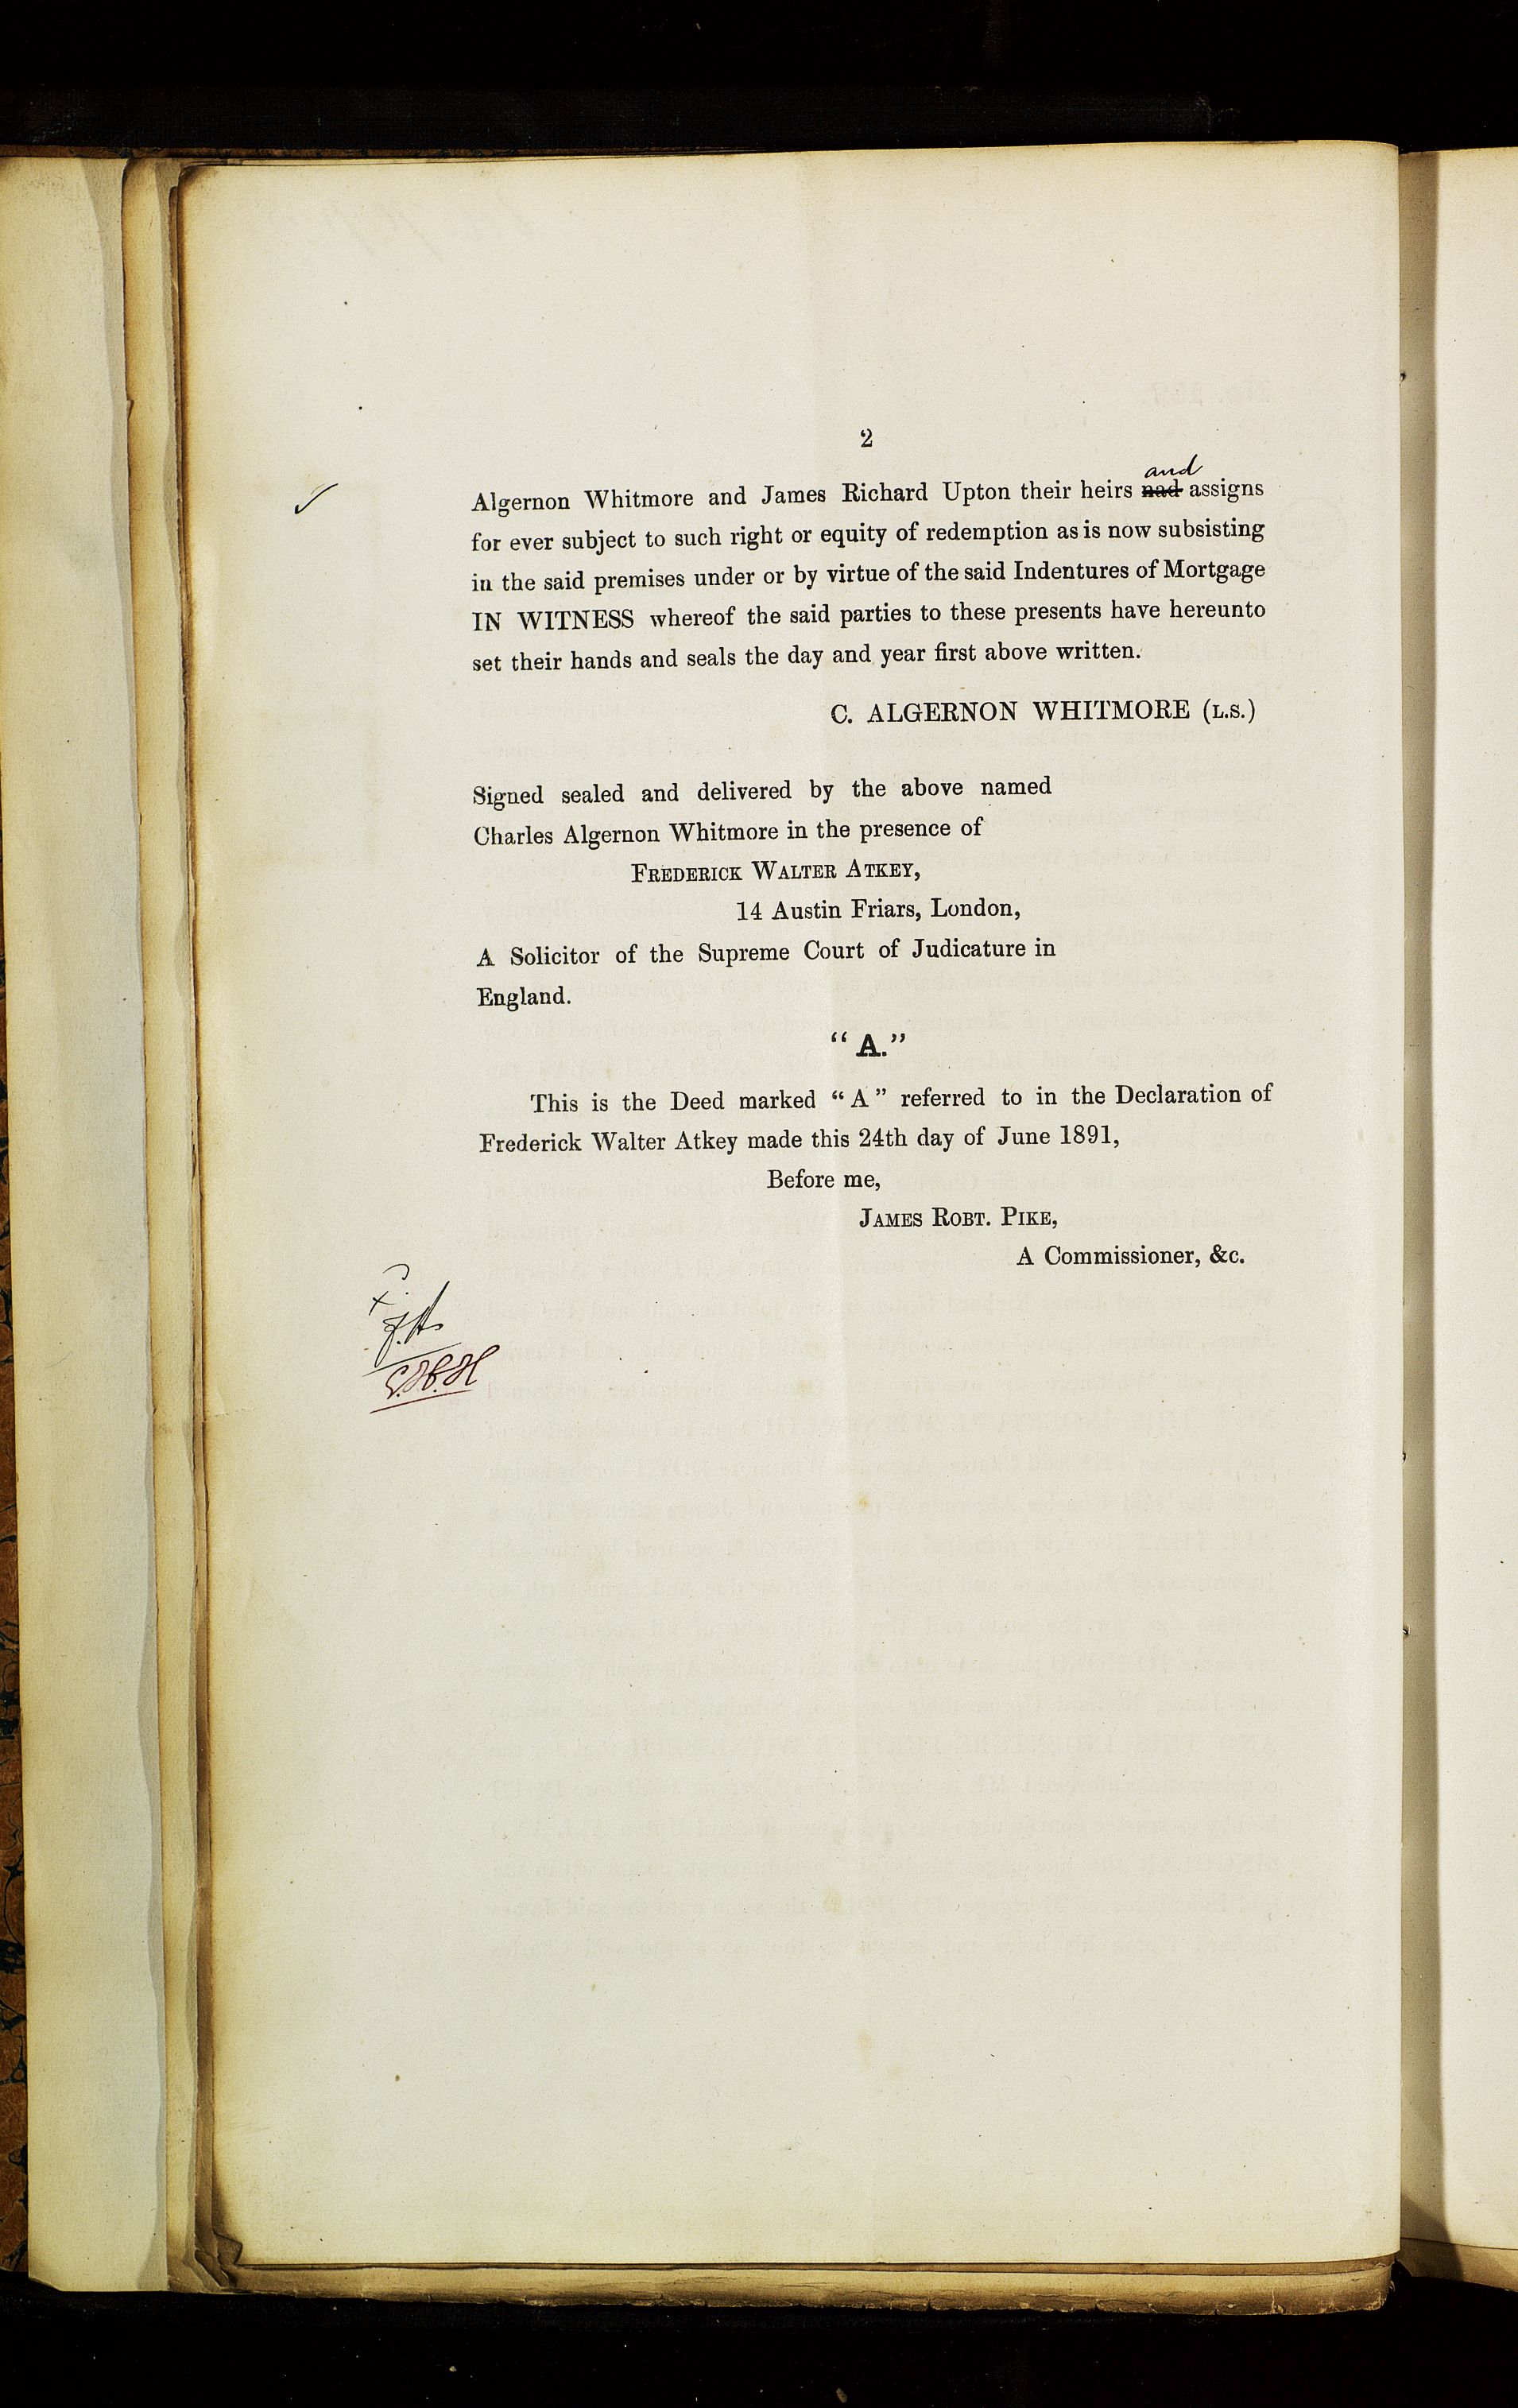 2
and
Algernon Whitmore and James Richard Upton their heirs nad assigns
for ever subject to such right or equity of redemption as is now subsisting
in the said premises under or by virtue of the said Indentures of Mortgage
IN WITNESS whereof the said parties to these presents have hereunto
set their hands and seals the day and year first above written.
C. ALGERNON WHITMORE (L.S.)
Signed sealed and delivered by the above named
Charles Algernon Whitmore in the presence of
FREDERICK WALTER ATKEY,
14 Austin Friars, London,
A Solicitor of the Supreme Court of Judicature in
England.
“A.”
This is the Deed marked “A” referred to in the Declaration of
Frederick Walter Atkey made this 24th day of June 1891,
Before me,
JAMES ROBT. PIKE,
A Commissioner, &c.